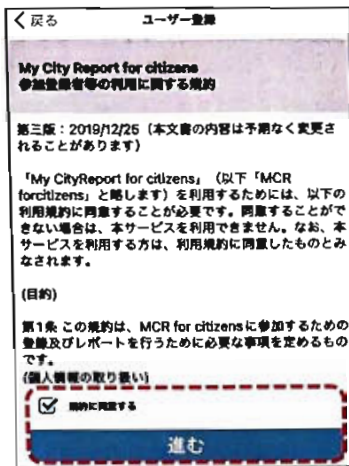 戻る ユーザー登録
My City Report for citizens
参加登録者等の利用に関する規約
第三版：2019/12/25（本文書の内容は予期なく変更さ
れることがあります）
「My CityReport for citizens」（以下「MCR
forcitizens」と略します）を利用するためには、以下の
利用規約に同意することが必要です。同意することがで
きない場合は、本サービスを利用できません。なお、本
サービスを利用する方は、利用規約に同意したものとみ
なされます。
(目的)
第1条 この規約は、MCR for citizensに参加するための
登録及びレポートを行うために必要な事項を定めるもの
です。
(個人情報の取り扱い)
規約に同意する
進む